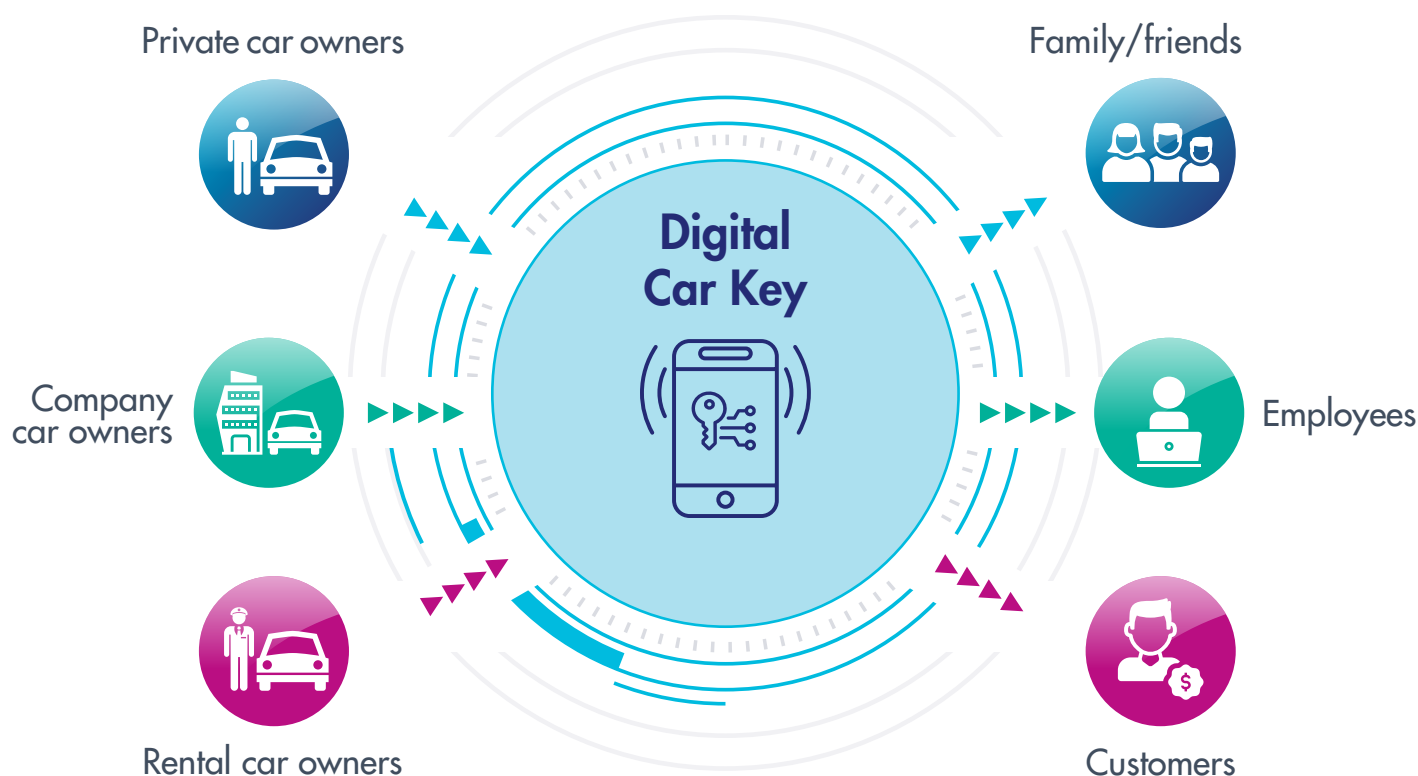 Private car owners
Family/friends
Digital
Car Key
Company
car owners
Employees
$
Rental car owners
Customers